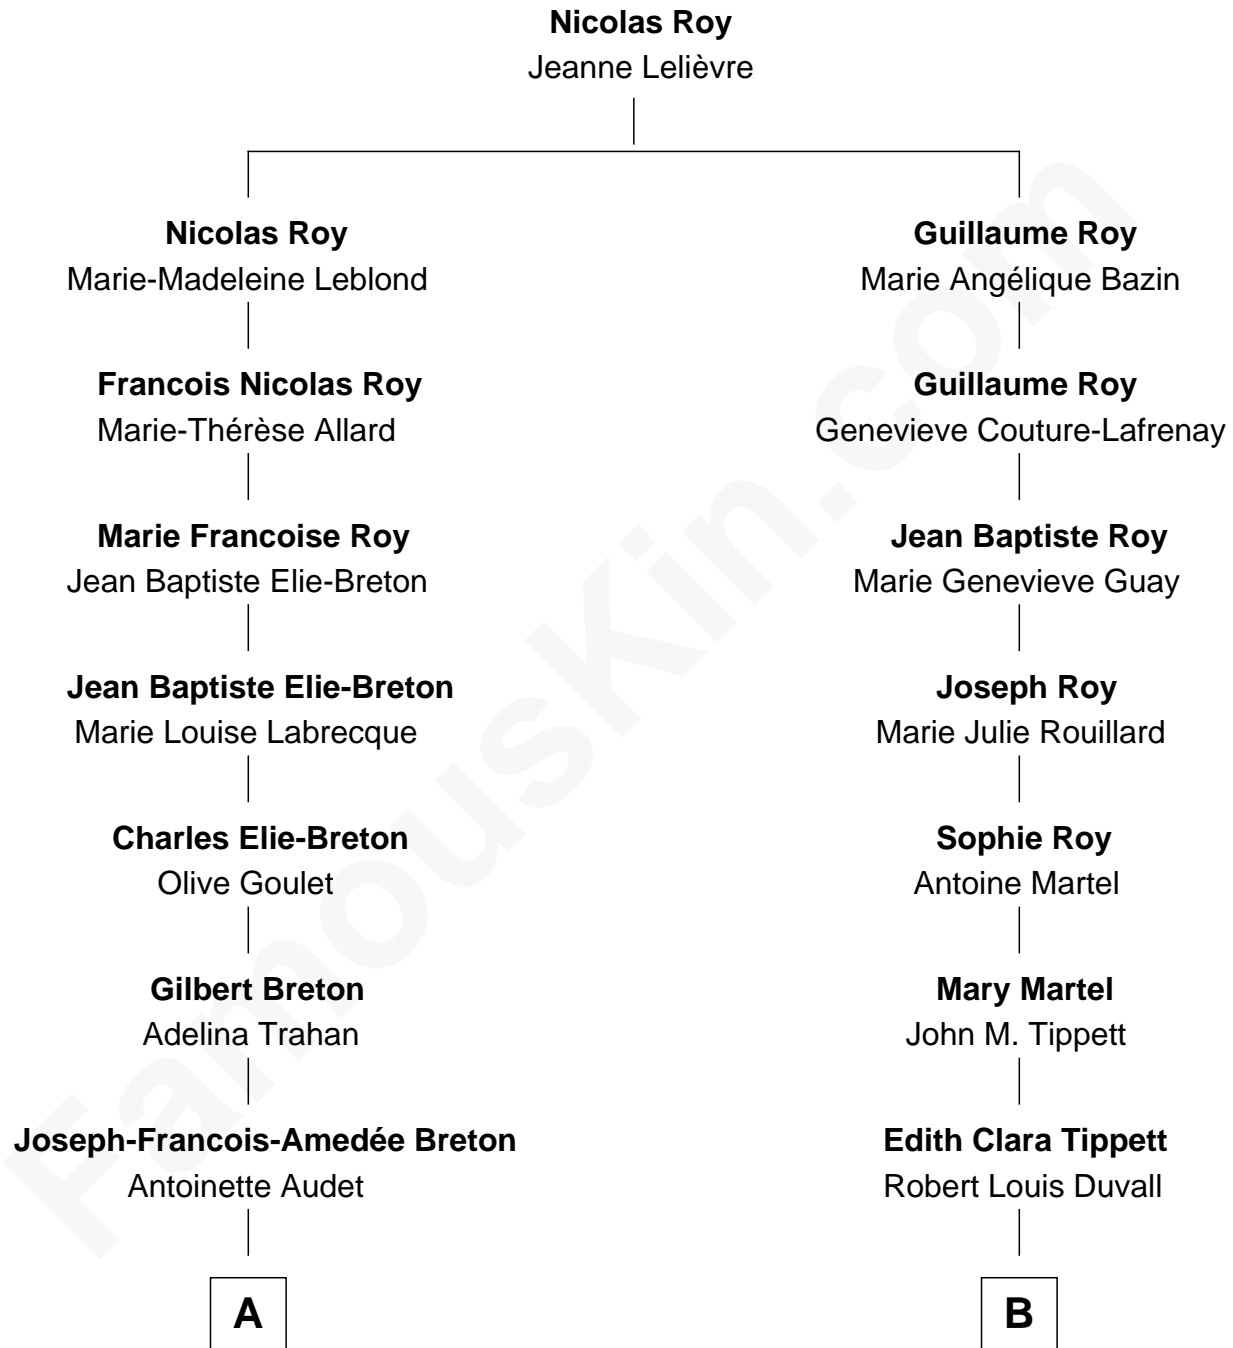 Nicolas Roy
Jeanne Lelièvre
Nicolas Roy
Marie-Madeleine Leblond
Guillaume Roy
Marie Angélique Bazin
Francois Nicolas Roy
Marie-Thérèse Allard
Guillaume Roy
Genevieve Couture-Lafrenay
Marie Francoise Roy
Jean Baptiste Elie-Breton
Jean Baptiste Roy
Marie Genevieve Guay
Jean Baptiste Elie-Breton
Marie Louise Labrecque
Joseph Roy
Marie Julie Rouillard
Charles Elie-Breton
Olive Goulet
Sophie Roy
Antoine Martel
Gilbert Breton
Adelina Trahan
Mary Martel
John M. Tippett
Joseph-Francois-Amedée Breton
Antoinette Audet
Edith Clara Tippett
Robert Louis Duvall
A
B
FamousKin.com